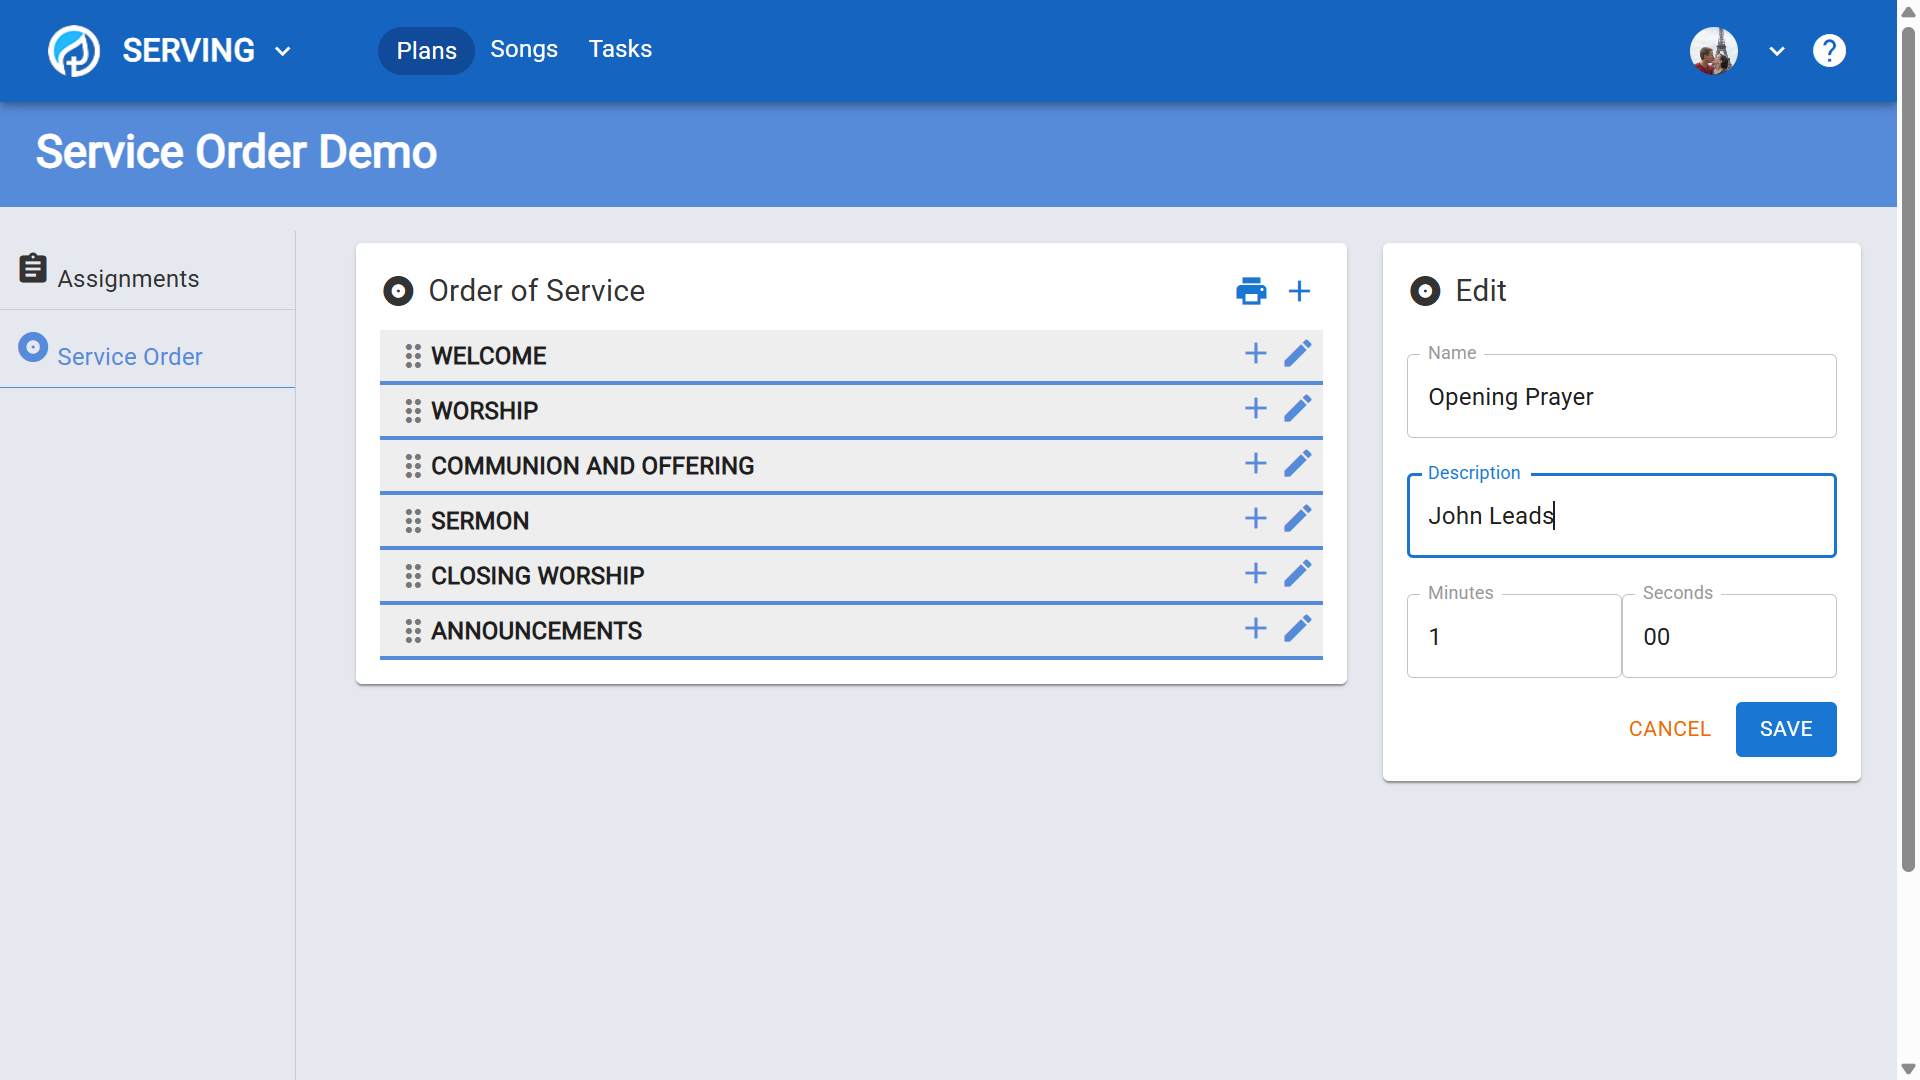 SERVING
Plans
Songs
Tasks
Service Order Demo
Assignments
Service Order
Order of Service
WELCOME
WORSHIP
COMMUNION AND OFFERING
SERMON
CLOSING WORSHIP
ANNOUNCEMENTS
Edit
Name
Opening Prayer
Description
John Leads
Minutes
Seconds
1
00
CANCEL
SAVE